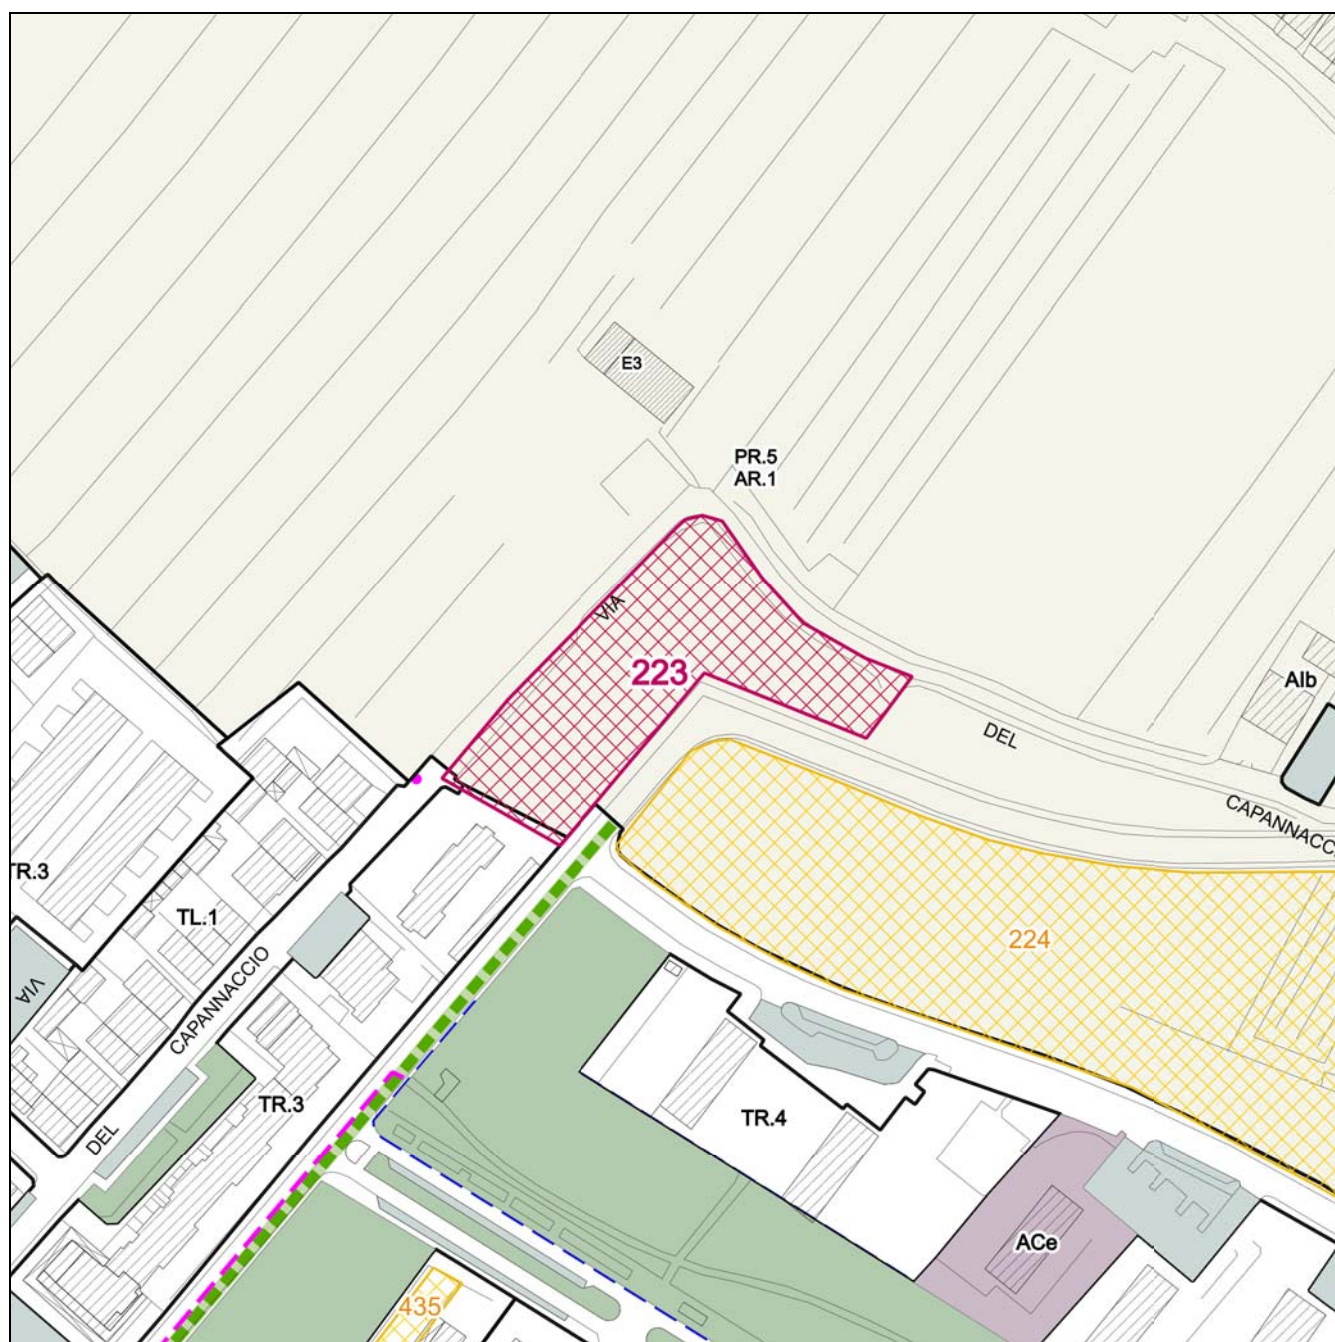 E3
PR.5
AR.1
VIA
223
DEL
Alb
CAPANNACC
TR.3
TL.1
224
VIA
CAPANNACCIO
DEL
TR.3
TR.4
ACe
435